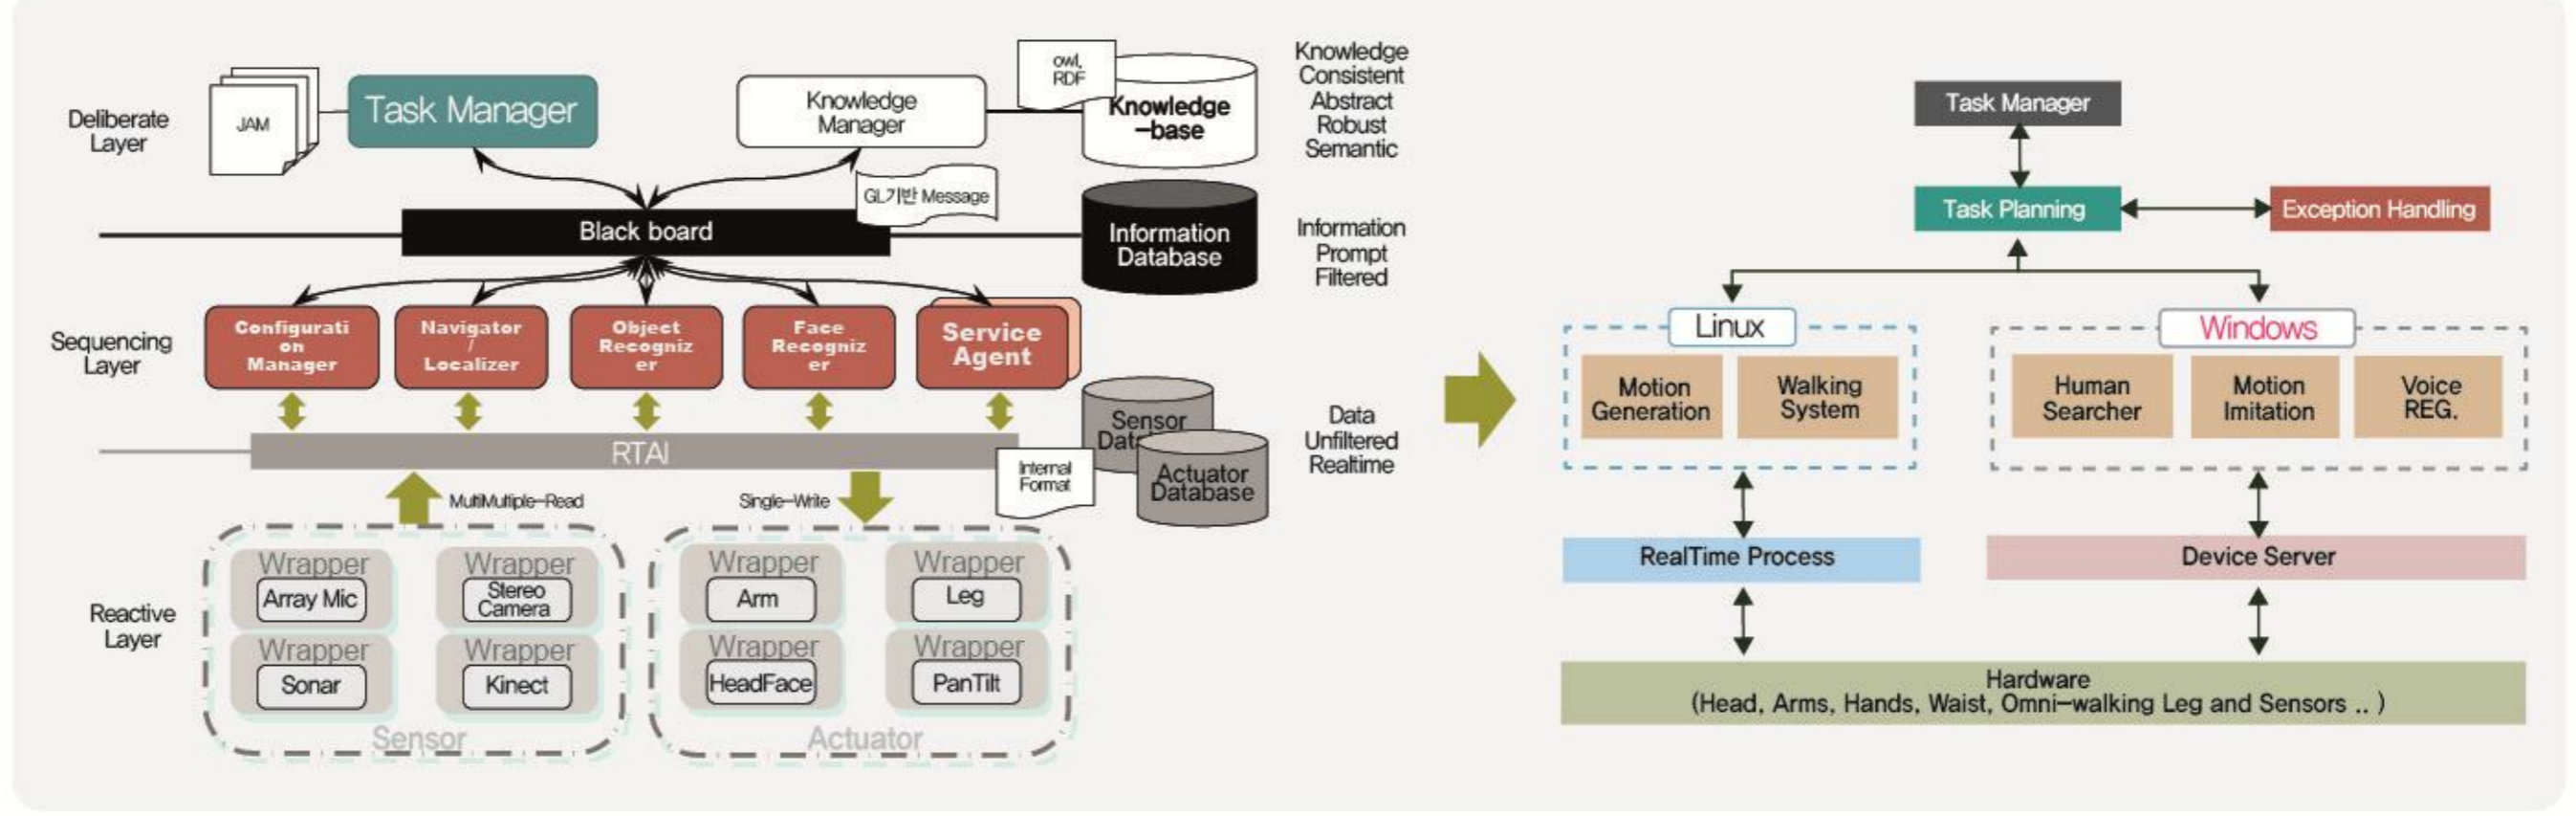 Deliberate
Layer
JAM
Task Manager
Knowledge
Manager
owl,
RDF
Knowledge
-base
Knowledge
Consistent
Abstract
Robust
Semantic
GL기반 Message
Black board
Information
Database
Information
Prompt
Filtered
Sequencing
Layer
Configurati
on
Manager
Navigator
/
Localizer
Object
Recogniz
er
Face
Recogniz
er
Service
Agent
RTAI
Sensor
Actuator
Database
Internal
Format
Data
Unfiltered
Realtime
MultiMultiple-Read
Single-Write
Reactive
Layer
Wrapper
Array Mic
Wrapper
Stereo
Camera
Wrapper
Sonar
Wrapper
Kinect
Sensor
Wrapper
Arm
Wrapper
Leg
Wrapper
HeadFace
Wrapper
PanTilt
Actuator
Task Manager
Task Planning
Exception Handling
Linux
Motion
Generation
Walking
System
Windows
Human
Searcher
Motion
Imitation
Voice
REG.
RealTime Process
Device Server
Hardware
(Head, Arms, Hands, Waist, Omni-walking Leg and Sensors .. )